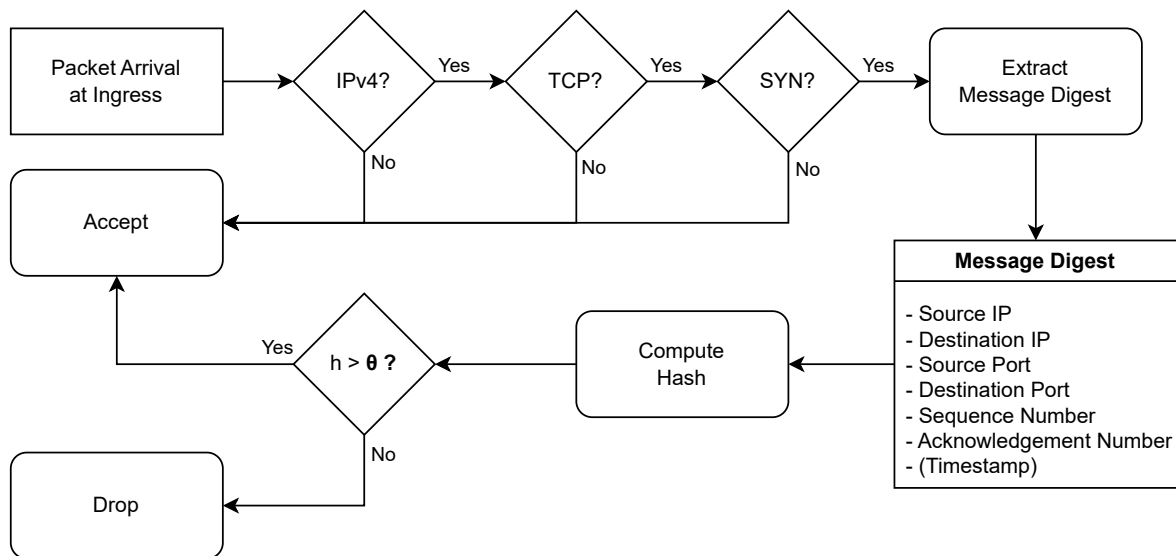 Packet Arrival
at Ingress
IPv4?
Yes
TCP?
Yes
SYN?
Yes
Extract
Message Digest
No
No
No
Accept
Message Digest
- Source IP
- Destination IP
- Source Port
- Destination Port
- Sequence Number
- Acknowledgement Number
- (Timestamp)
Compute
Hash
h > θ ?
Yes
No
Drop